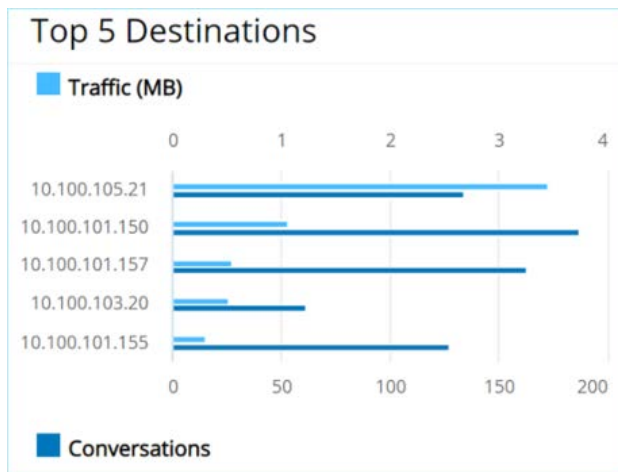 Top 5 Destinations
Traffic (MB)
0 1 2 3 4
10.100.105.21
10.100.101.150
10.100.101.157
10.100.103.20
10.100.101.155
0 50 100 150 200
Conversations